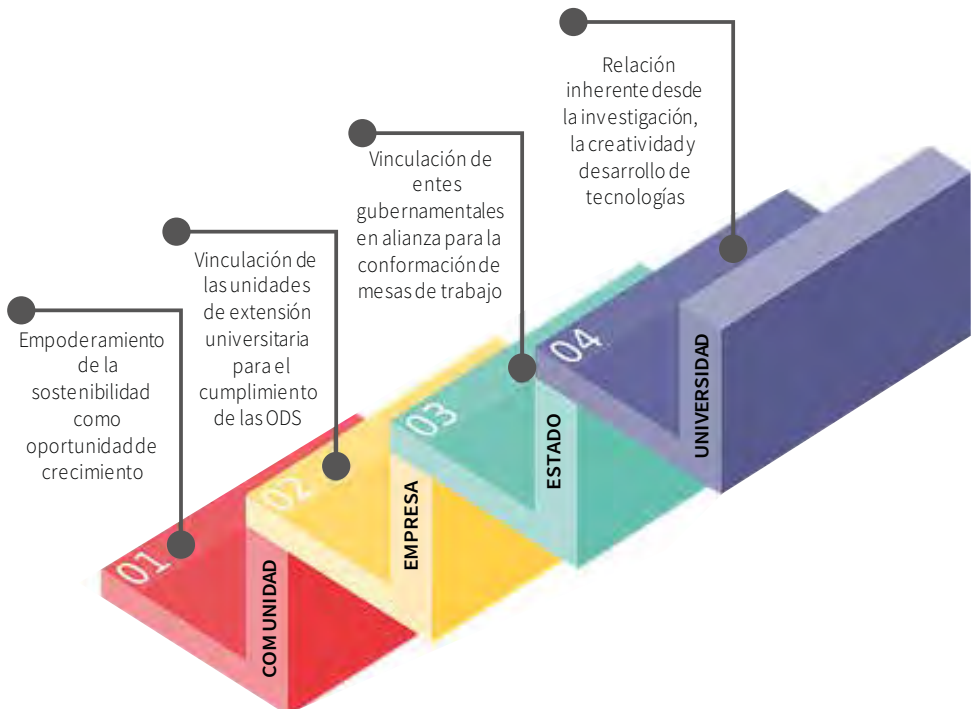 Empoderamiento
de la
sostenibilidad
como
oportunidad de
crecimiento
01
COMUNIDAD
Vinculación de
las unidades
de extensión
universitaria
para el
cumplimiento
de las ODS
02
EMPRESA
Vinculación de
entes
gubernamentales
en alianza para la
conformación de
mesas de trabajo
03
ESTADO
Relación
inherente desde
la investigación,
la creatividad y
desarrollo de
tecnologías
04
UNIVERSIDAD